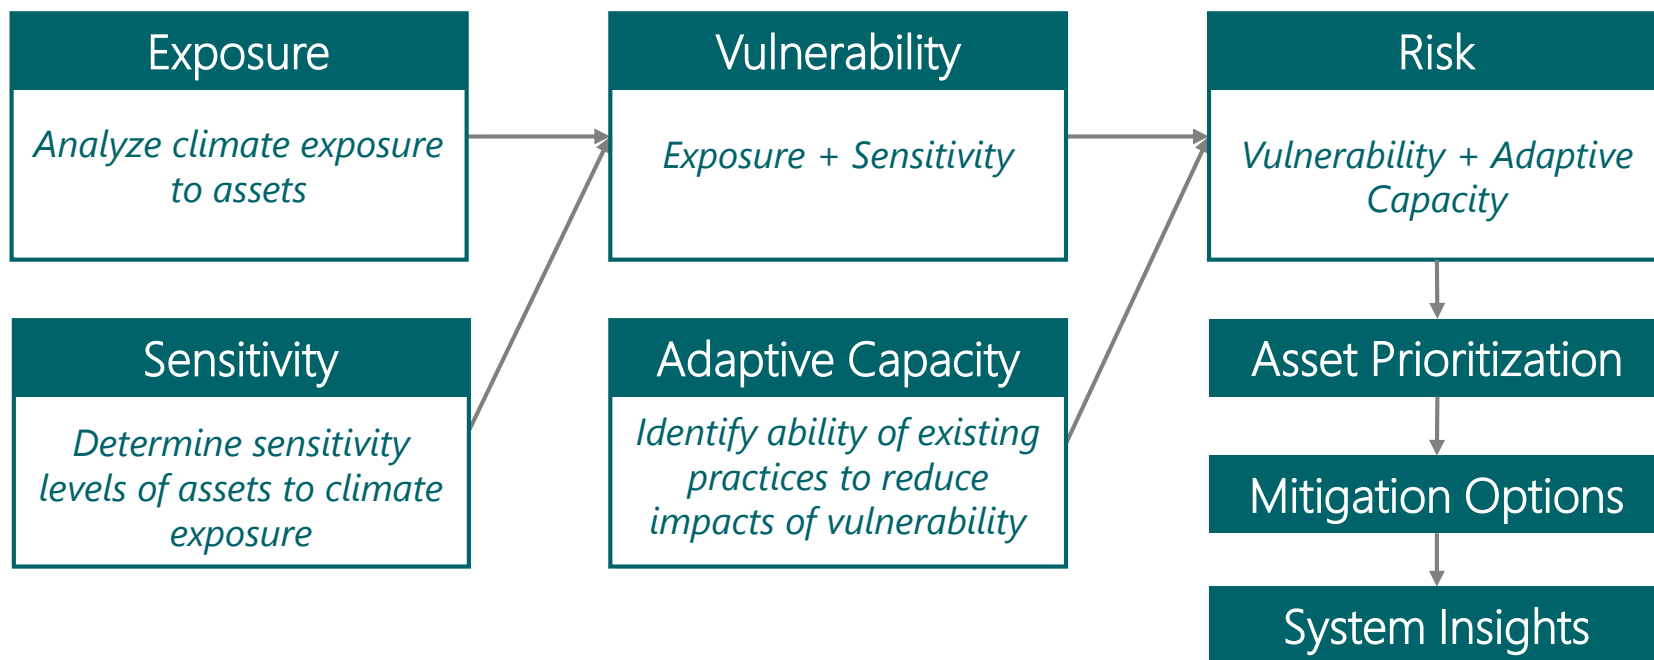 Exposure
Analyze climate exposure
to assets
Vulnerability
Exposure + Sensitivity
Risk
Vulnerability + Adaptive
Capacity
Sensitivity
Determine sensitivity
levels of assets to climate
exposure
Adaptive Capacity
Identify ability of existing
practices to reduce
impacts of vulnerability
Asset Prioritization
Mitigation Options
System Insights